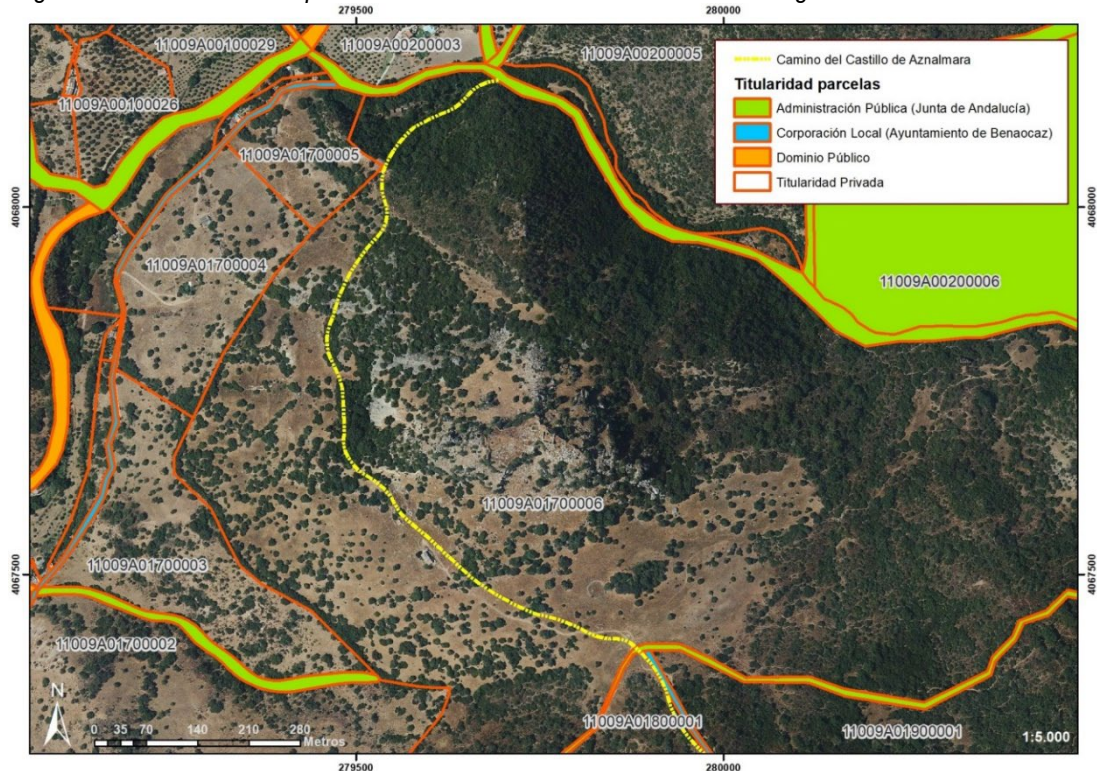 279500
280000
11009A00100029
11009A00200003
11009A00200005
11009A00100026
Camino del Castillo de Aznalmara
Titularidad parcelas
Administración Pública (Junta de Andalucía)
Corporación Local (Ayuntamiento de Benaocaz)
Dominio Público
Titularidad Privada
11009A01700005
4068000
4068000
11009A01700004
11009A00200006
11009A01700006
4067500
4067500
11009A01700003
11009A01700002
11009A01800001
11009A01900001
N
0 35 70 140 210 280
Metros
1:5.000
279500
280000